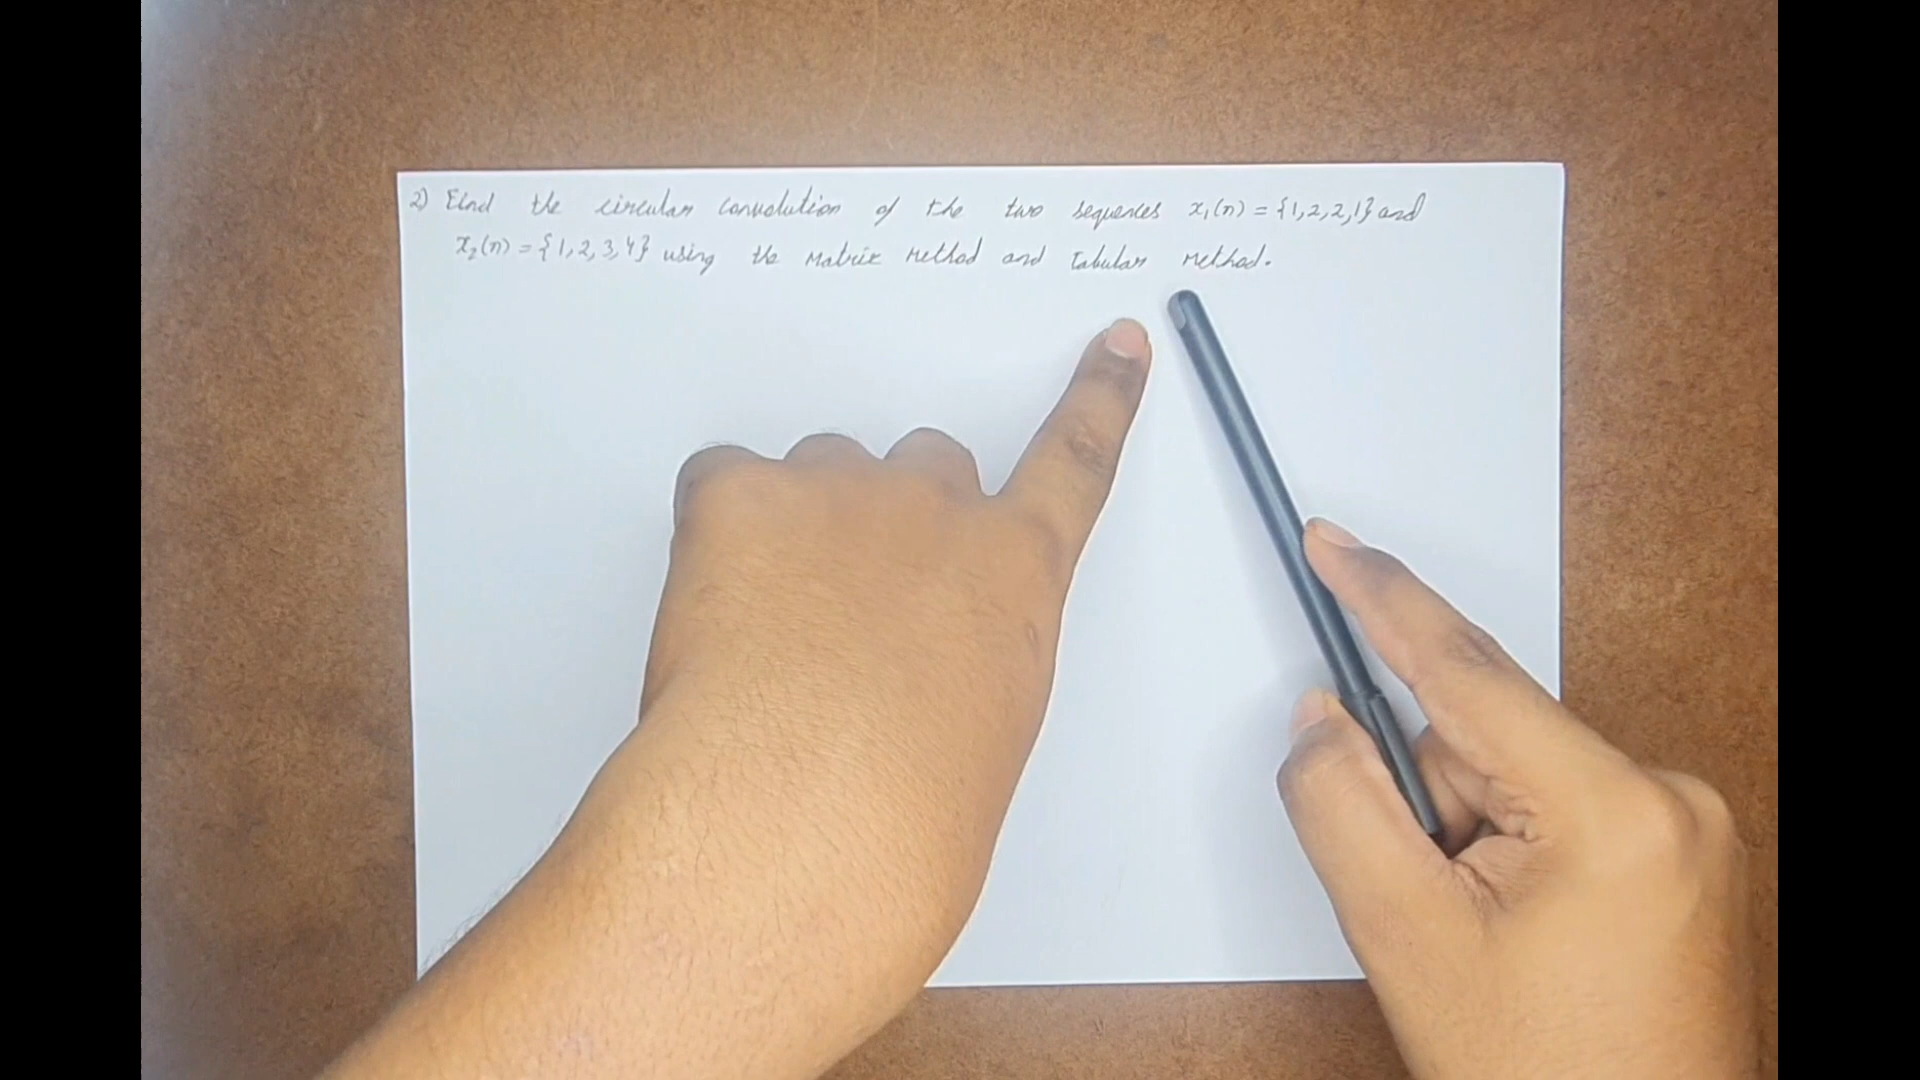 2) Find the circular convolution of the two sequences x₁(n) = {1,2,2,1} and
x₂(n) = {1,2,3,4} using the Matrix Method and Tabular Method.